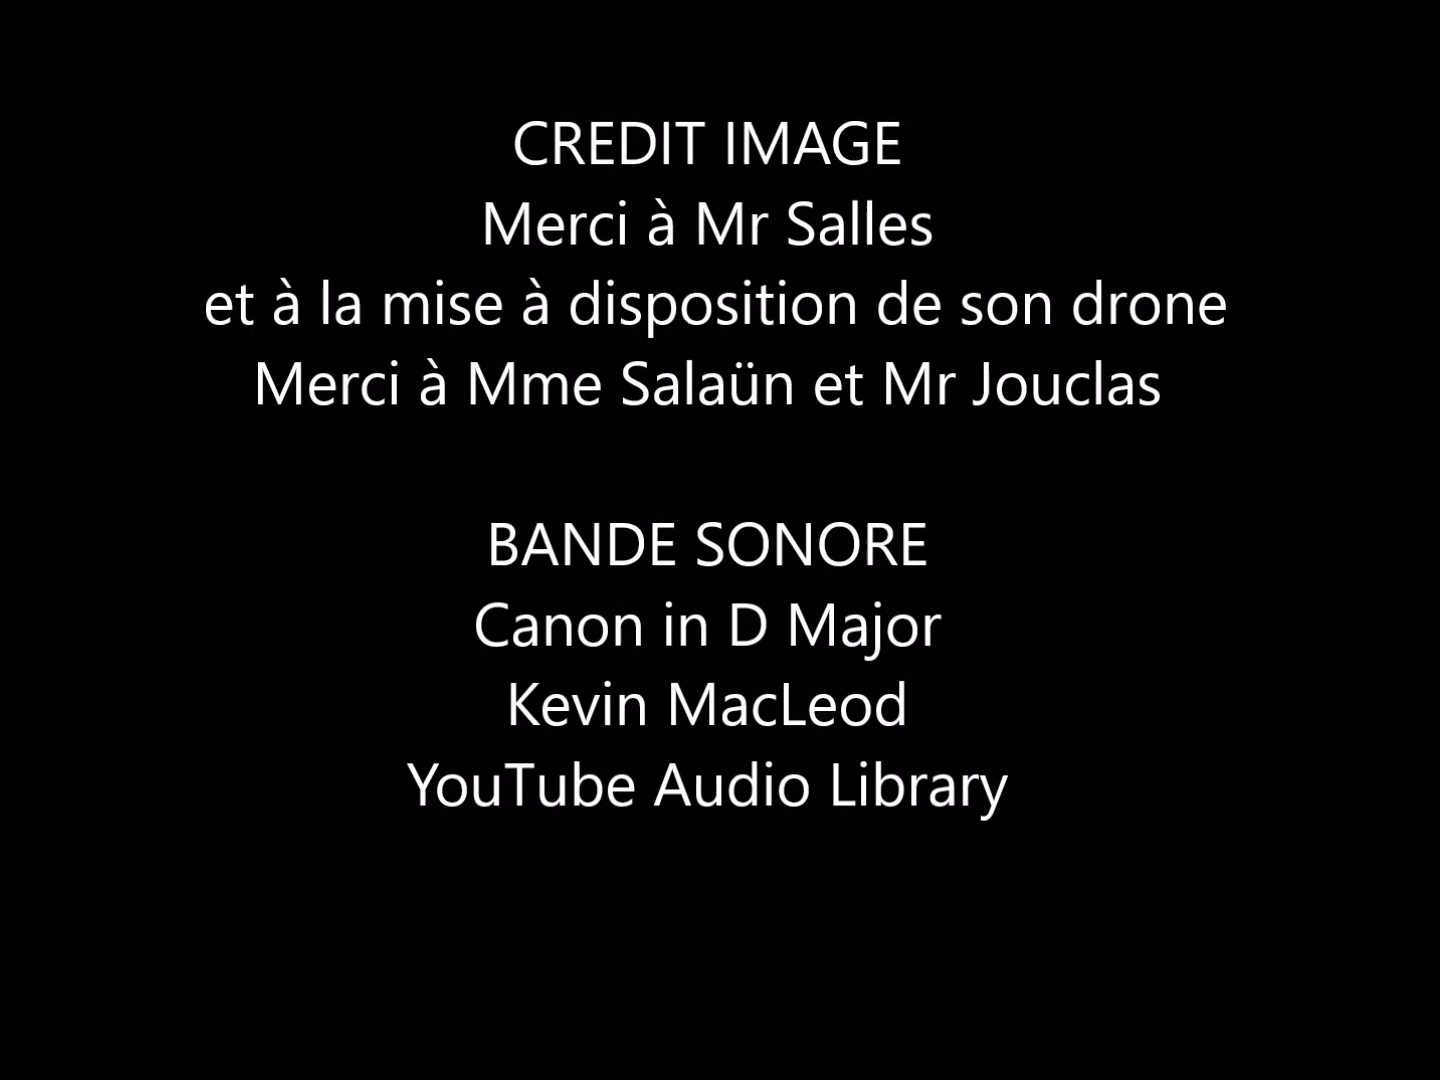 CREDIT IMAGE
Merci à Mr Salles
et à la mise à disposition de son drone
Merci à Mme Salaün et Mr Jouclas
BANDE SONORE
Canon in D Major
Kevin MacLeod
YouTube Audio Library